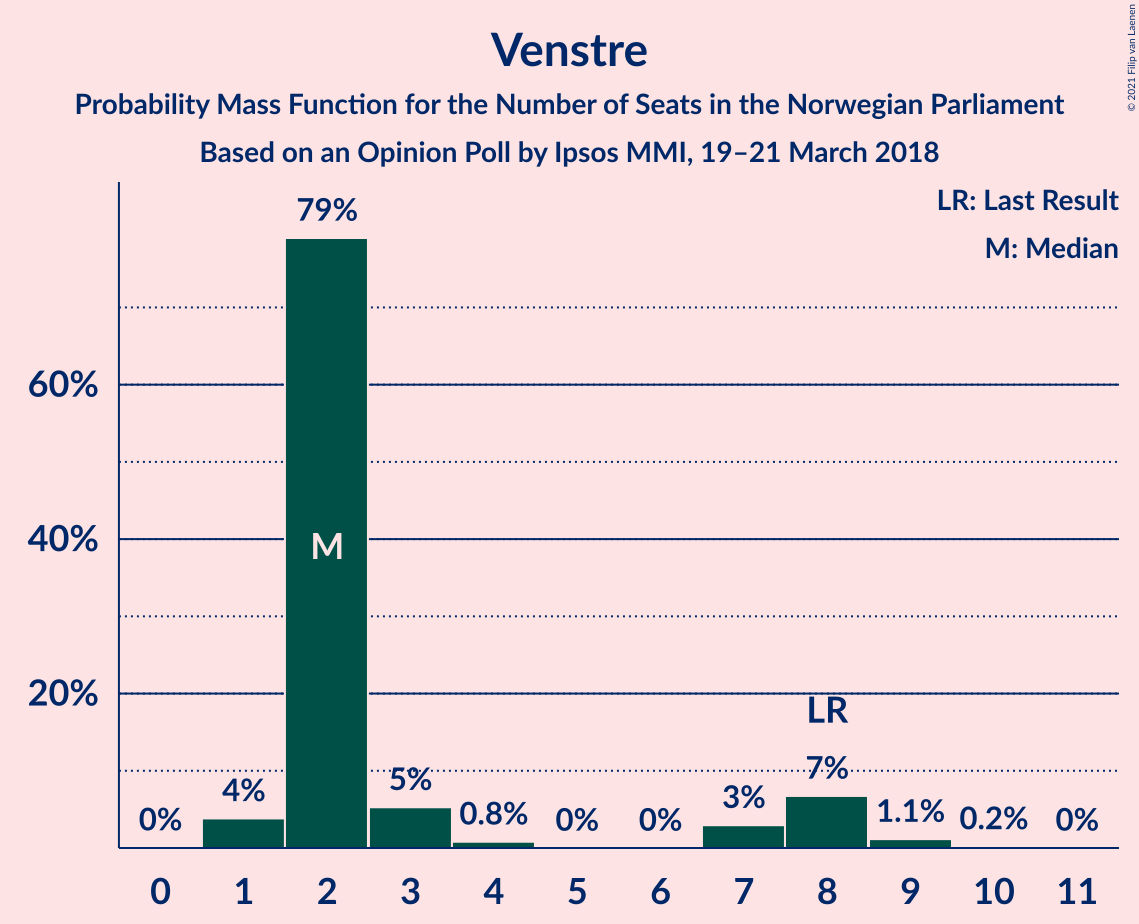 Venstre
Probability Mass Function for the Number of Seats in the Norwegian Parliament
Based on an Opinion Poll by Ipsos MMI, 19–21 March 2018
© 2021 Filip van Laenen
LR: Last Result
M: Median
60%
40%
20%
0%
4%
79%
M
5%
0.8%
0%
0%
3%
LR
7%
1.1%
0.2%
0%
0 1 2 3 4 5 6 7 8 9 10 11